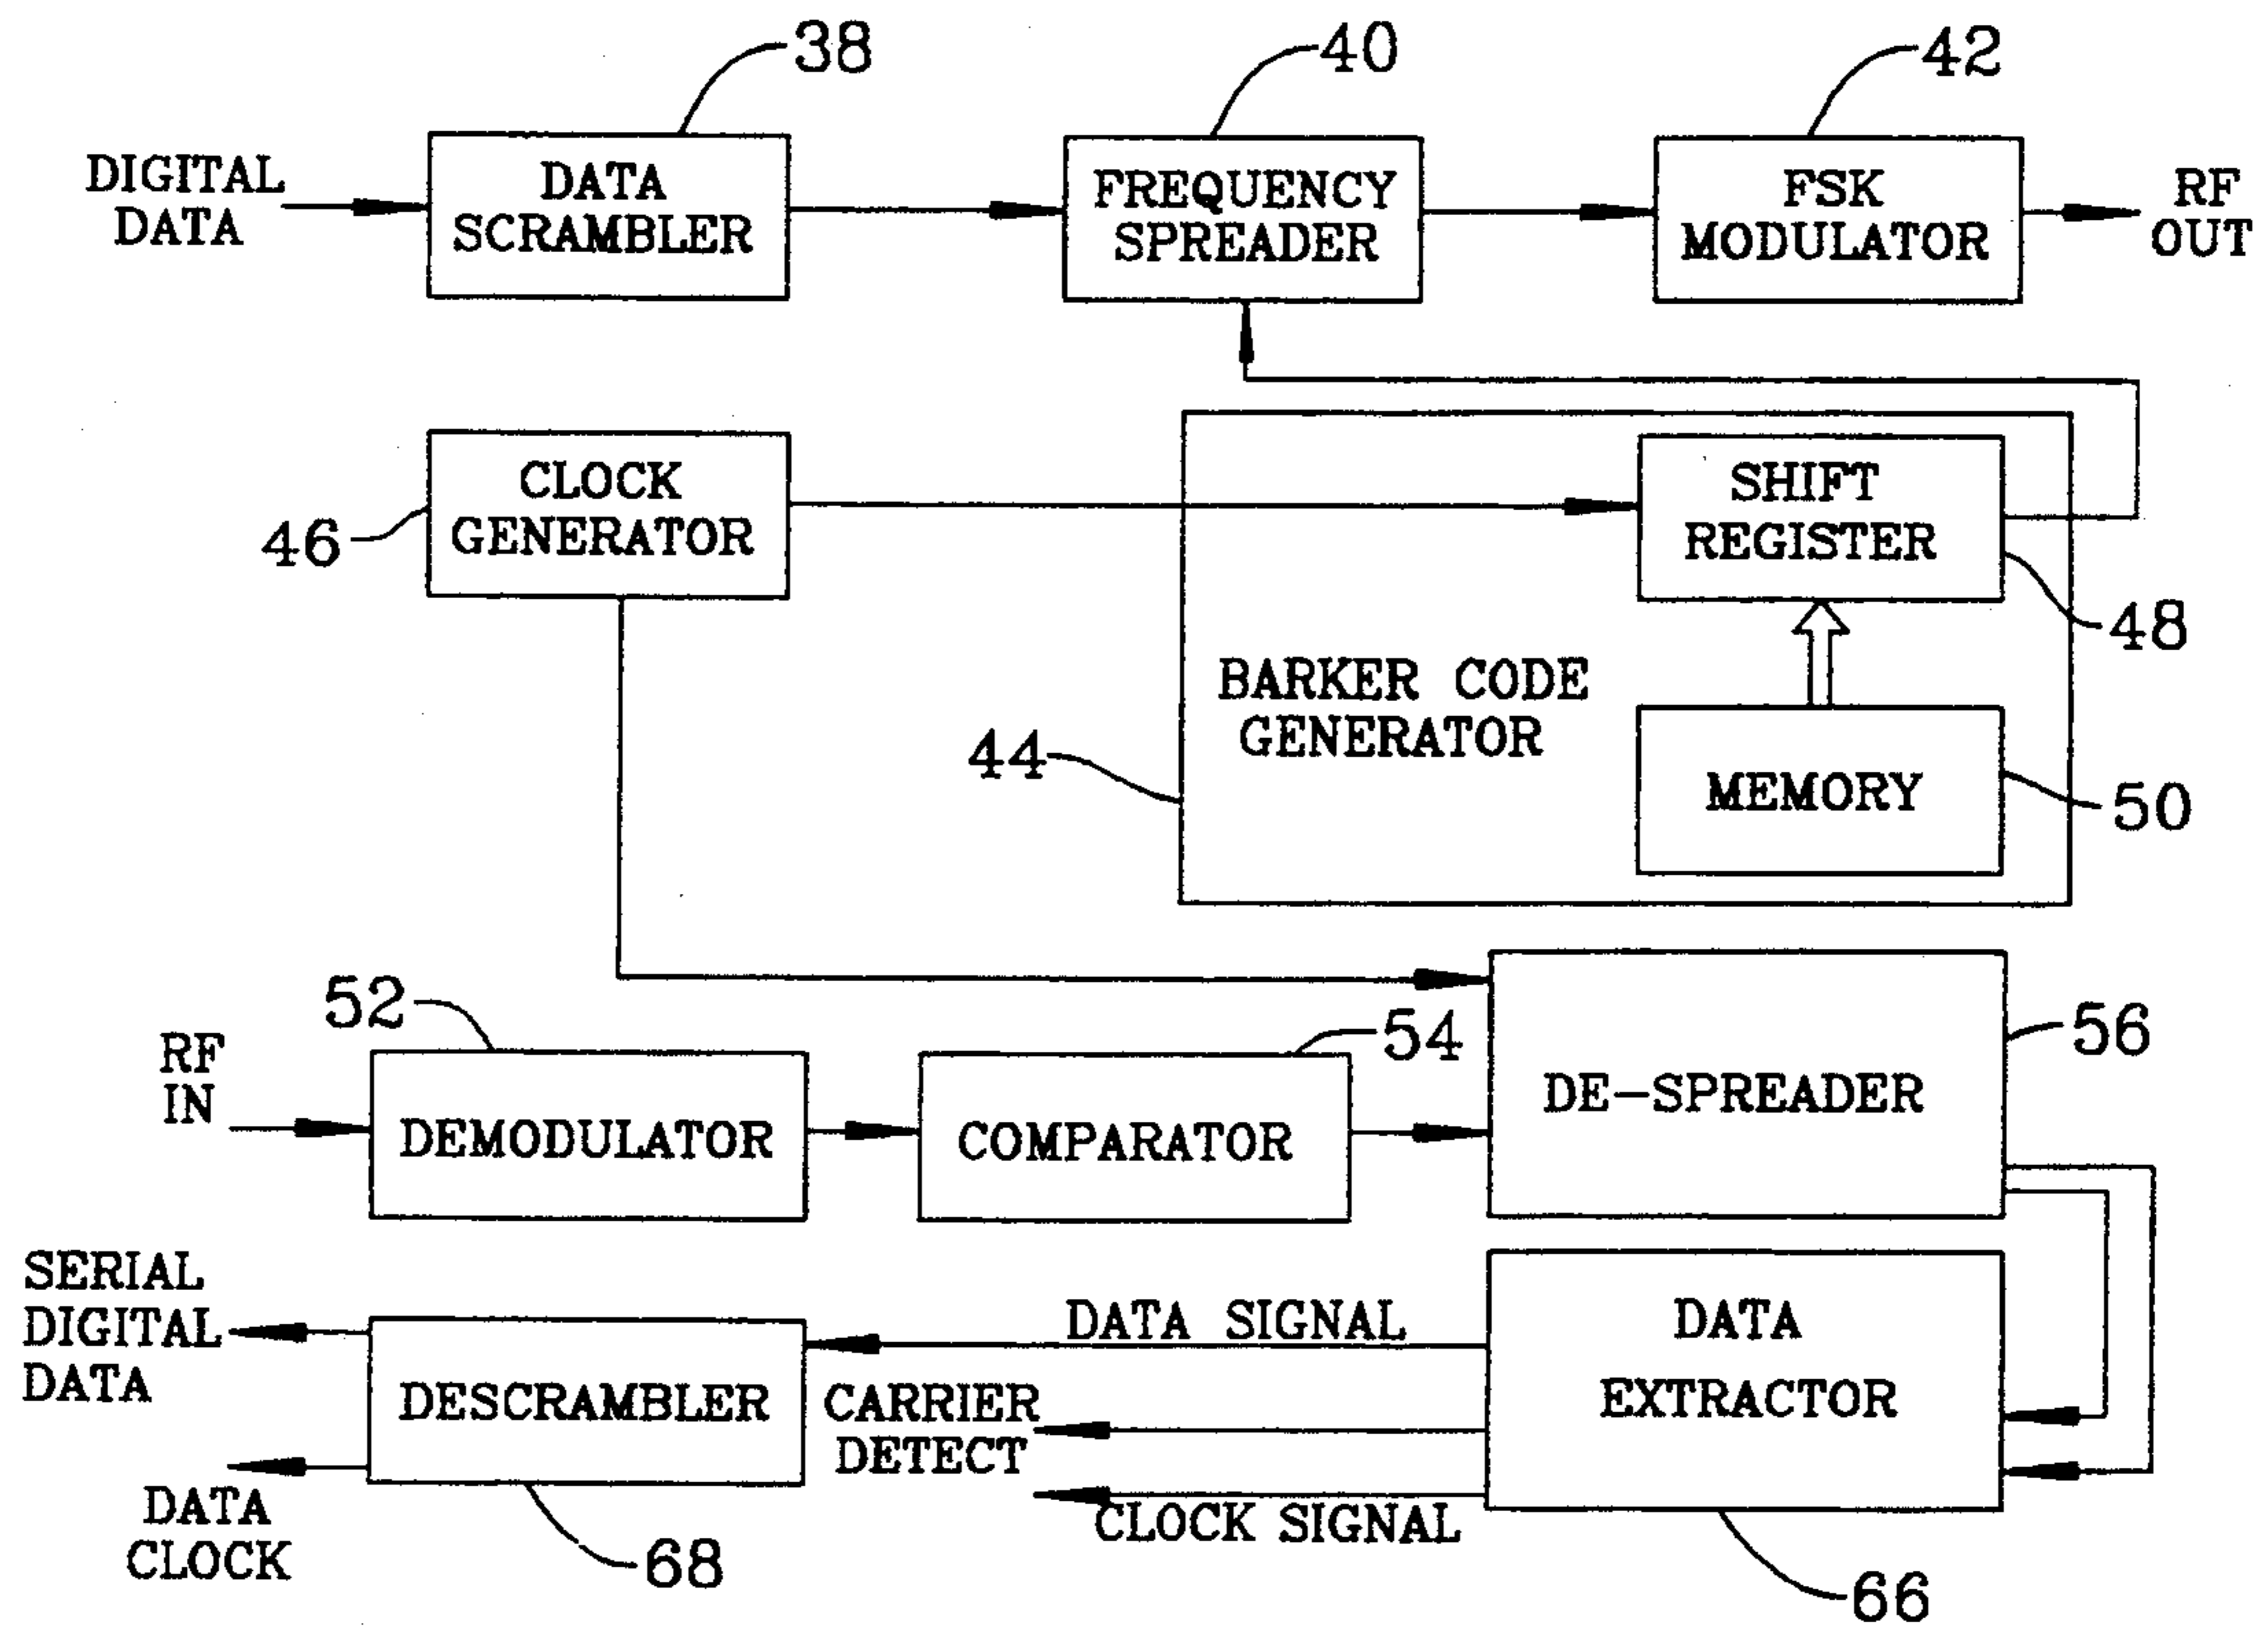 38
40
42
DIGITAL
DATA
DATA
SCRAMBLER
FREQUENCY
SPREADER
FSK
MODULATOR
RF
OUT
46
CLOCK
GENERATOR
SHIFT
REGISTER
48
BARKER CODE
GENERATOR
44
MEMORY
50
52
54
56
RF
IN
DEMODULATOR
COMPARATOR
DE-SPREADER
SERIAL
DIGITAL
DATA
DESCRAMBLER
DATA SIGNAL
CARRIER
DETECT
CLOCK SIGNAL
DATA
EXTRACTOR
DATA
CLOCK
68
66